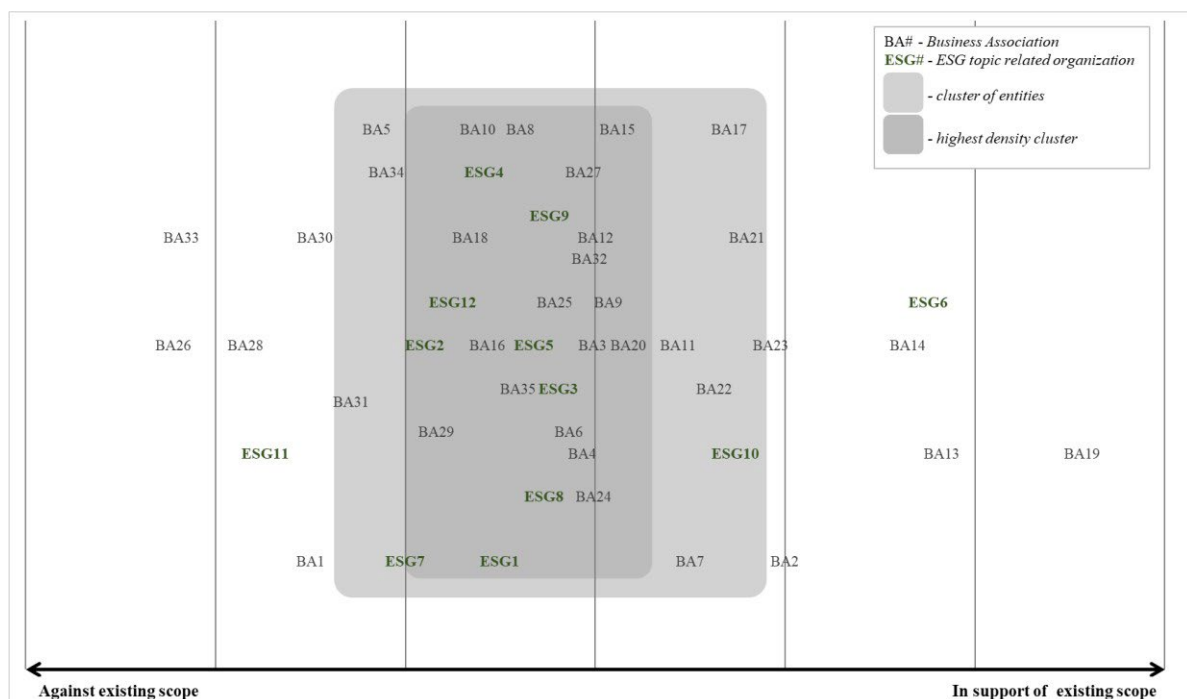 BA# - Business Association
ESG# - ESG topic related organization
- cluster of entities
- highest density cluster
BA5 BA10 BA8 BA15 BA17
BA34 ESG4 BA27
ESG9
BA33 BA30 BA18 BA12 BA21
BA32
ESG12 BA25 BA9 ESG6
BA26 BA28 ESG2 BA16 ESG5 BA3 BA20 BA11 BA23 BA14
BA35 ESG3 BA22
BA31
BA29 BA6
ESG11 BA4 ESG10 BA13 BA19
ESG8 BA24
BA1 ESG7 ESG1 BA7 BA2
Against existing scope In support of existing scope